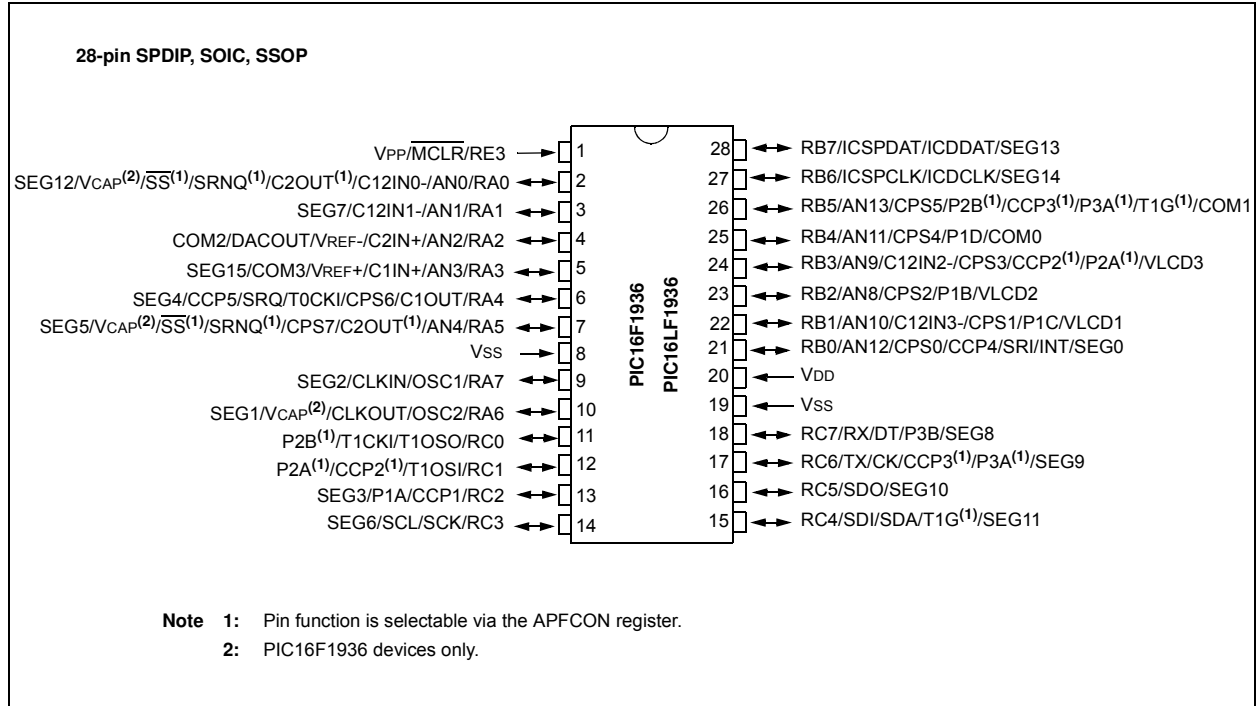 28-pin SPDIP, SOIC, SSOP
VPP/MCLR/RE3
SEG12/VCAP(2)/SS(1)/SRNQ(1)/C2OUT(1)/C12IN0-/AN0/RA0
SEG7/C12IN1-/AN1/RA1
COM2/DACOUT/VREF-/C2IN+/AN2/RA2
SEG15/COM3/VREF+/C1IN+/AN3/RA3
SEG4/CCP5/SRQ/T0CKI/CPS6/C1OUT/RA4
SEG5/VCAP(2)/SS(1)/SRNQ(1)/CPS7/C2OUT(1)/AN4/RA5
VSS
SEG2/CLKIN/OSC1/RA7
SEG1/VCAP(2)/CLKOUT/OSC2/RA6
P2B(1)/T1CKI/T1OSO/RC0
P2A(1)/CCP2(1)/T1OSI/RC1
SEG3/P1A/CCP1/RC2
SEG6/SCL/SCK/RC3
1
2
3
4
5
6
7
8
9
10
11
12
13
14
PIC16F1936
PIC16LF1936
28
27
26
25
24
23
22
21
20
19
18
17
16
15
RB7/ICSPDAT/ICDDAT/SEG13
RB6/ICSPCLK/ICDCLK/SEG14
RB5/AN13/CPS5/P2B(1)/CCP3(1)/P3A(1)/T1G(1)/COM1
RB4/AN11/CPS4/P1D/COM0
RB3/AN9/C12IN2-/CPS3/CCP2(1)/P2A(1)/VLCD3
RB2/AN8/CPS2/P1B/VLCD2
RB1/AN10/C12IN3-/CPS1/P1C/VLCD1
RB0/AN12/CPS0/CCP4/SRI/INT/SEG0
VDD
VSS
RC7/RX/DT/P3B/SEG8
RC6/TX/CK/CCP3(1)/P3A(1)/SEG9
RC5/SDO/SEG10
RC4/SDI/SDA/T1G(1)/SEG11
Note 1: Pin function is selectable via the APFCON register.
2: PIC16F1936 devices only.